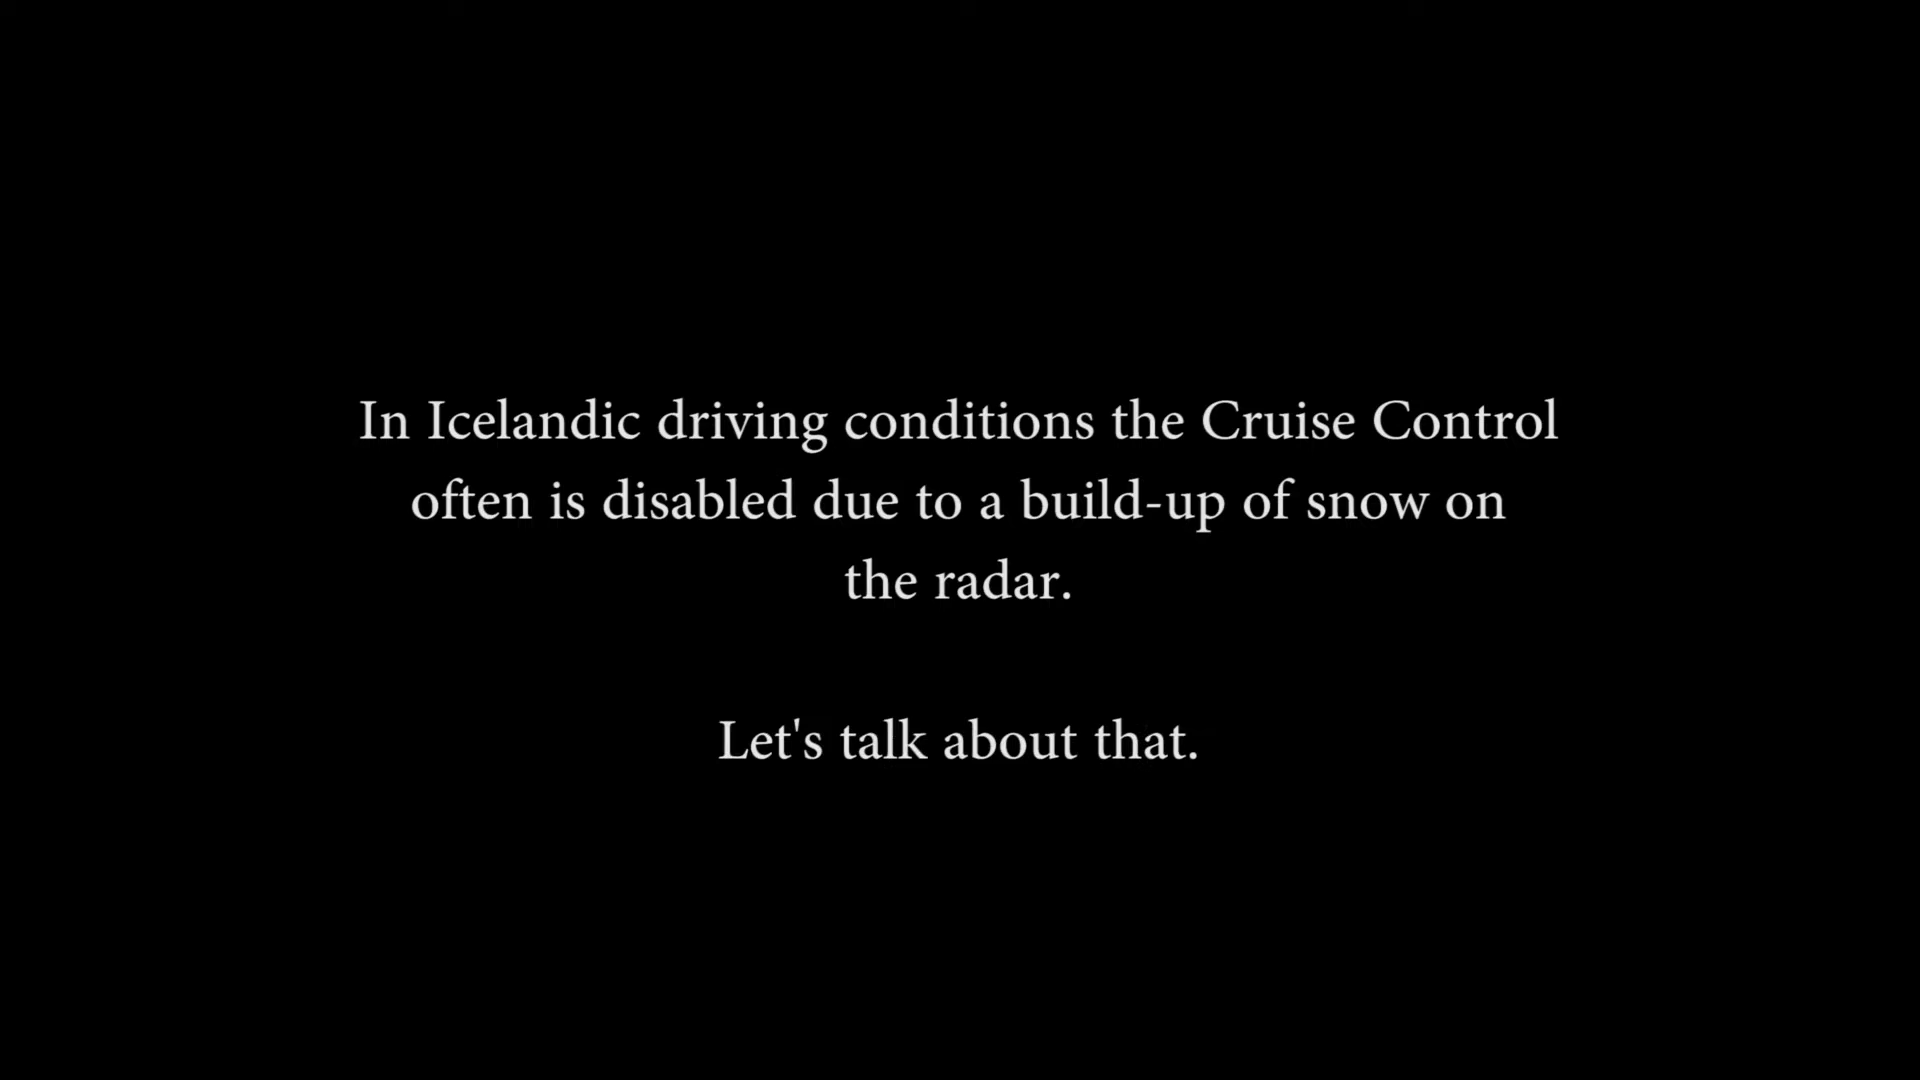 In Icelandic driving conditions the Cruise Control
often is disabled due to a build-up of snow on
the radar.
Let's talk about that.